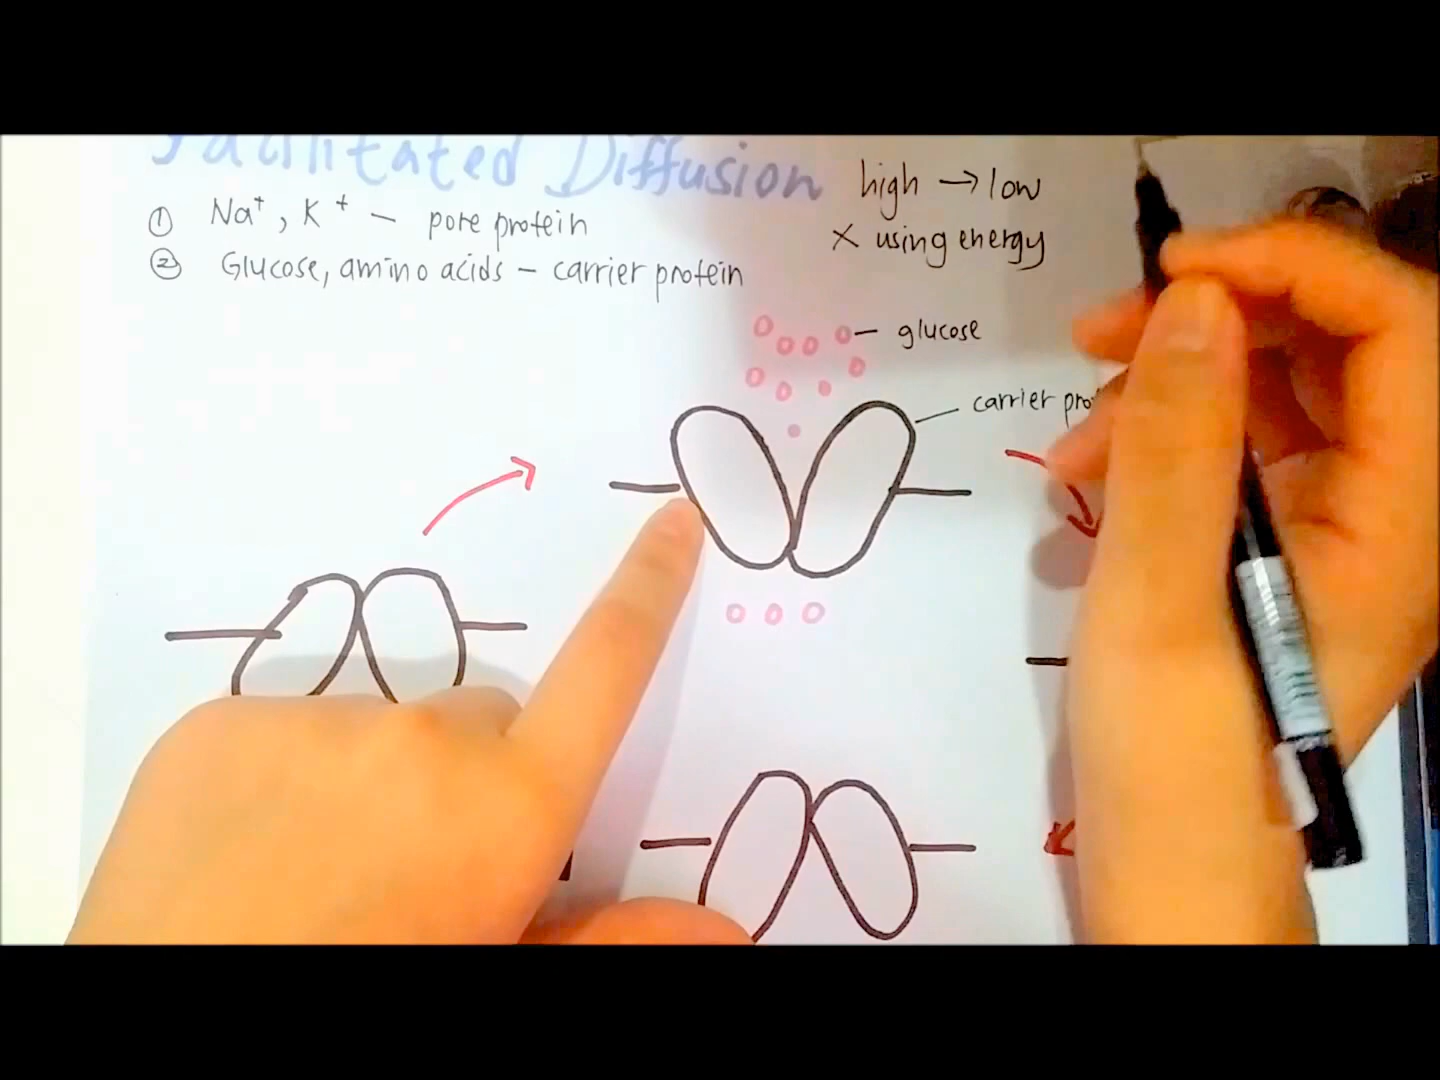 Facilitated Diffusion
high → low
× using energy
① Na⁺, K⁺ – pore protein
② Glucose, amino acids – carrier protein
glucose
carrier